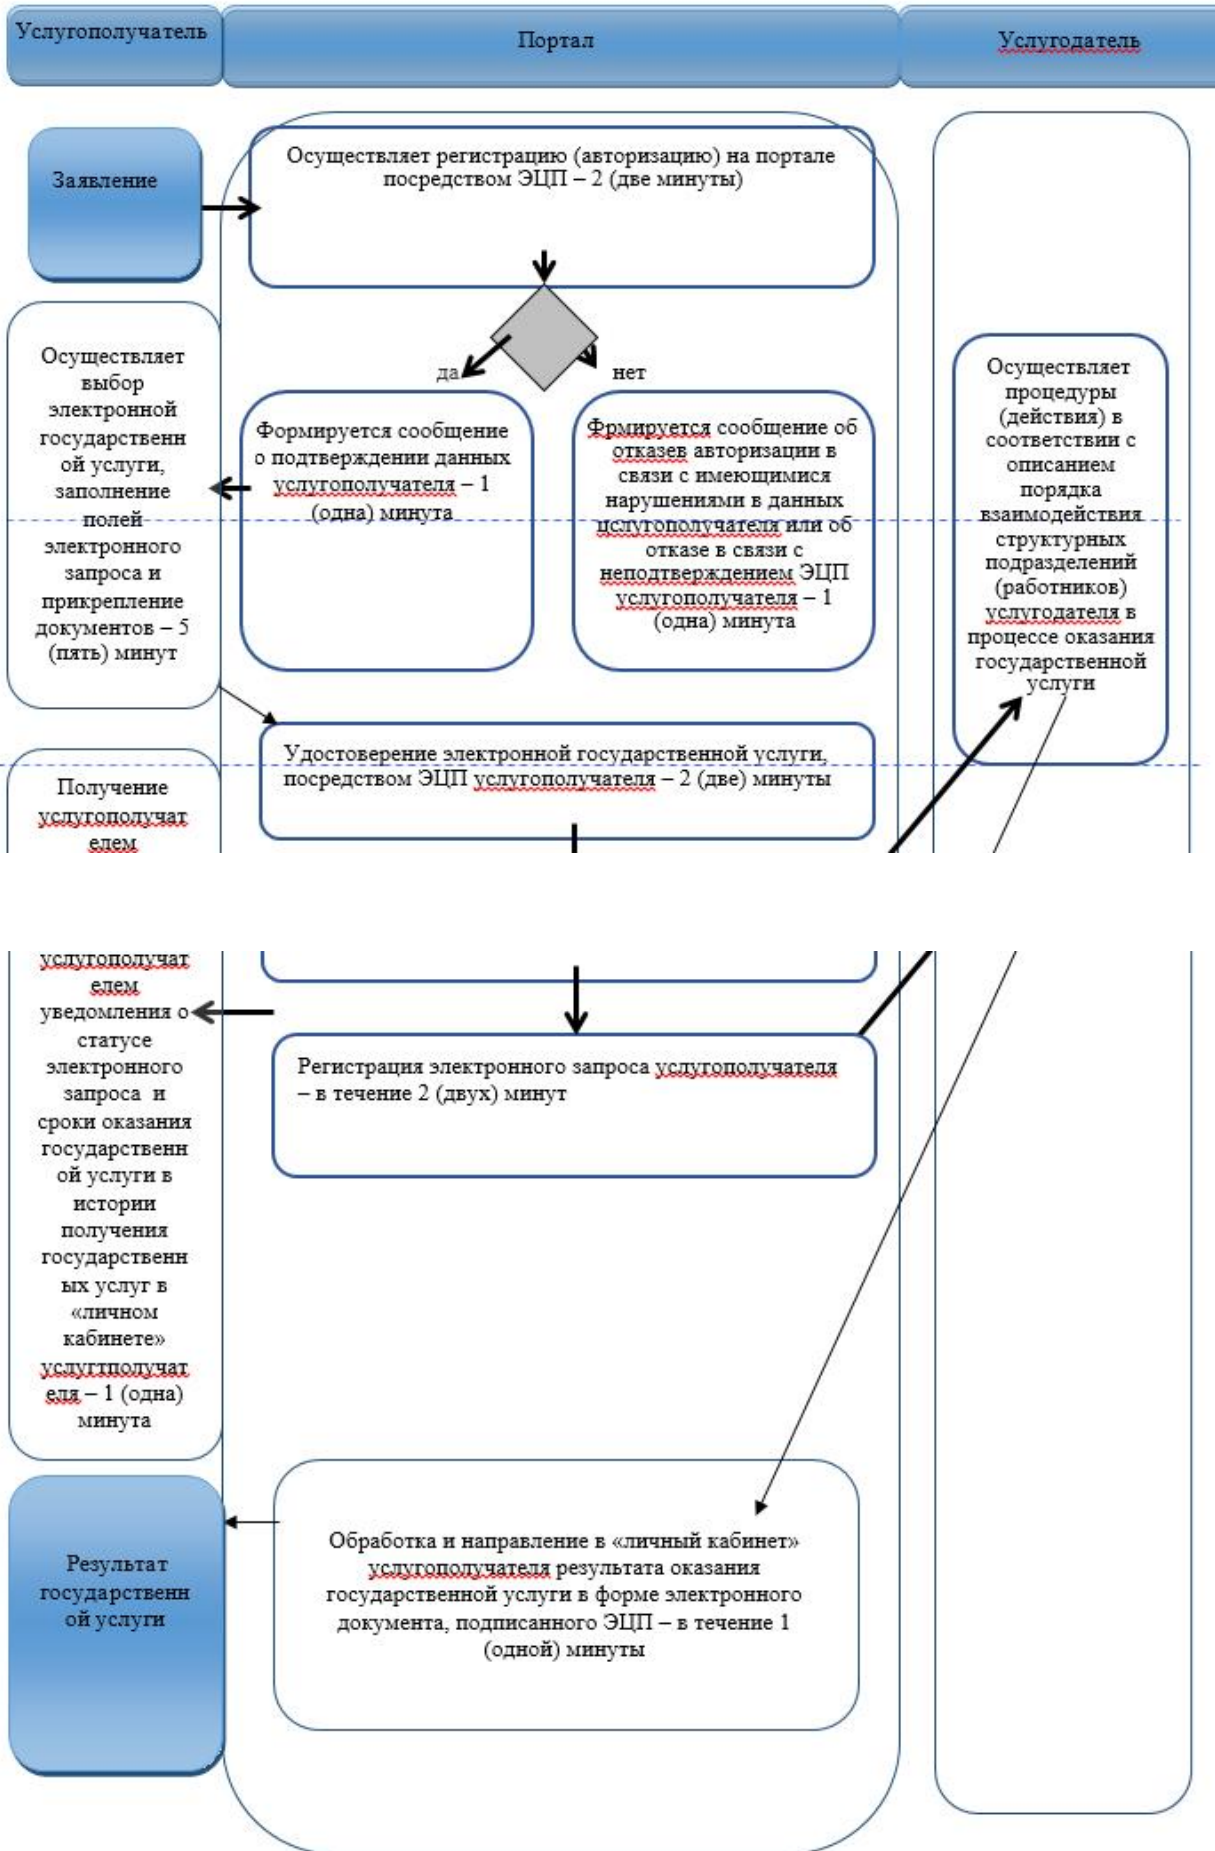 Услугополучатель
Портал
Услугодатель
Заявление
Осуществляет регистрацию (авторизацию) на портале
посредством ЭЦП – 2 (две минуты)
да
нет
Осуществляет
выбор
электронной
государственн
ой услуги,
заполнение
полей
электронного
запроса и
прикрепление
документов – 5
(пять) минут
Формируется сообщение
о подтверждении данных
услугополучателя – 1
(одна) минута
Фрмируется сообщение об
отказев авторизации в
связи с имеющимися
нарушениями в данных
цслугополучателя или об
отказе в связи с
неподтверждением ЭЦП
услугополучателя – 1
(одна) минута
Осуществляет
процедуры
(действия) в
соответствии с
описанием
порядка
взаимодействия
структурных
подразделений
(работников)
услугодателя в
процессе оказания
государственной
услуги
Удостоверение электронной государственной услуги,
посредством ЭЦП услугополучателя – 2 (две) минуты
Получение
услугополучат
елем
услугополучат
елем
уведомления о
статусе
электронного
запроса и
сроки оказания
государственн
ой услуги в
истории
получения
государственн
ых услуг в
«личном
кабинете»
услугтполучат
еля – 1 (одна)
минута
Регистрация электронного запроса услугополучателя
– в течение 2 (двух) минут
Результат
государственн
ой услуги
Обработка и направление в «личный кабинет»
услугополучателя результата оказания
государственной услуги в форме электронного
документа, подписанного ЭЦП – в течение 1
(одной) минуты